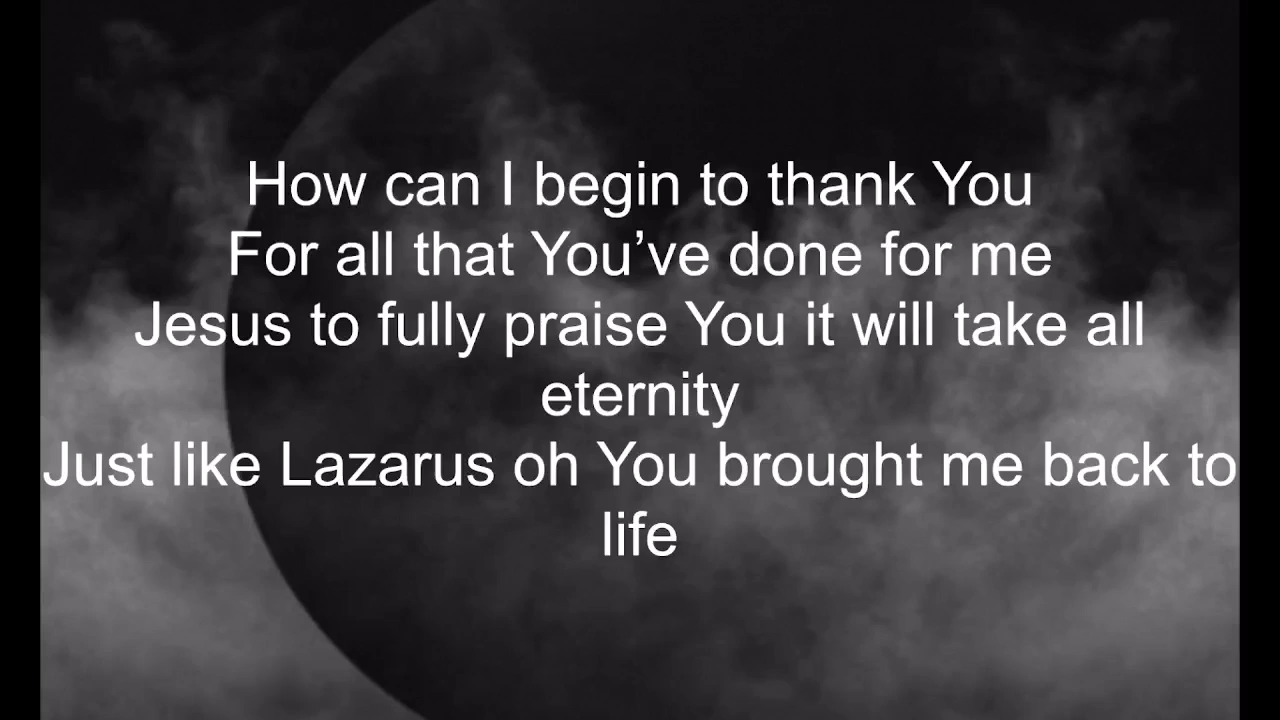 How can I begin to thank You
For all that You’ve done for me
Jesus to fully praise You it will take all
eternity
Just like Lazarus oh You brought me back to
life